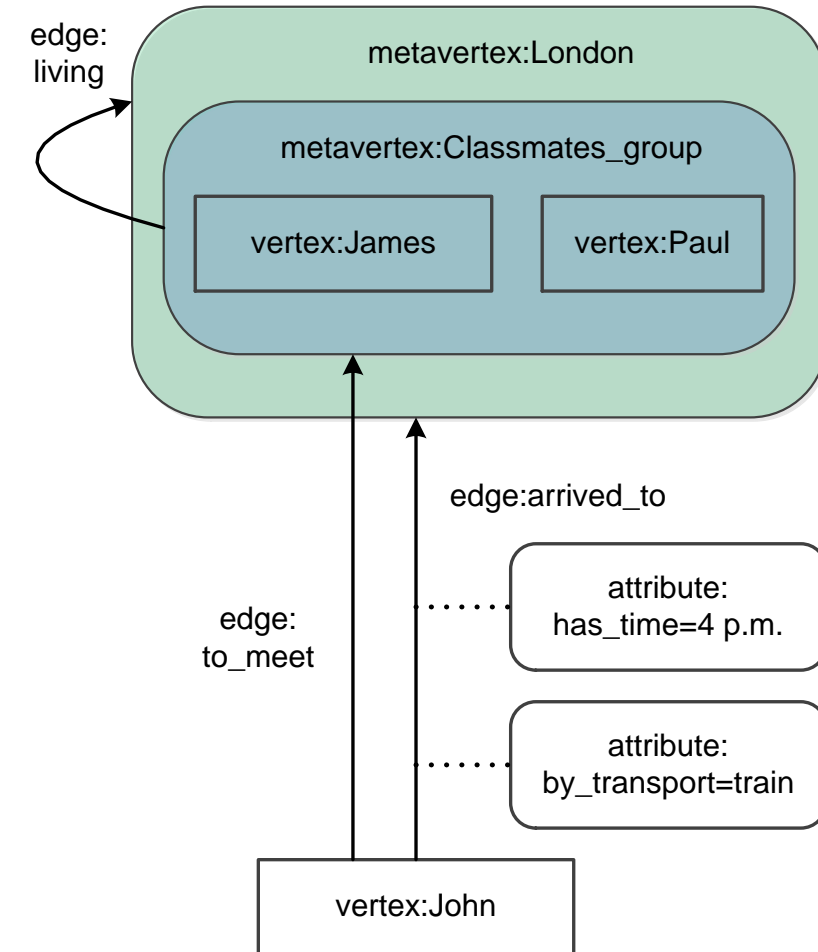 edge:
living
metavertex:London
metavertex:Classmates_group
vertex:James
vertex:Paul
edge:arrived_to
attribute:
has_time=4 p.m.
edge:
to_meet
attribute:
by_transport=train
vertex:John